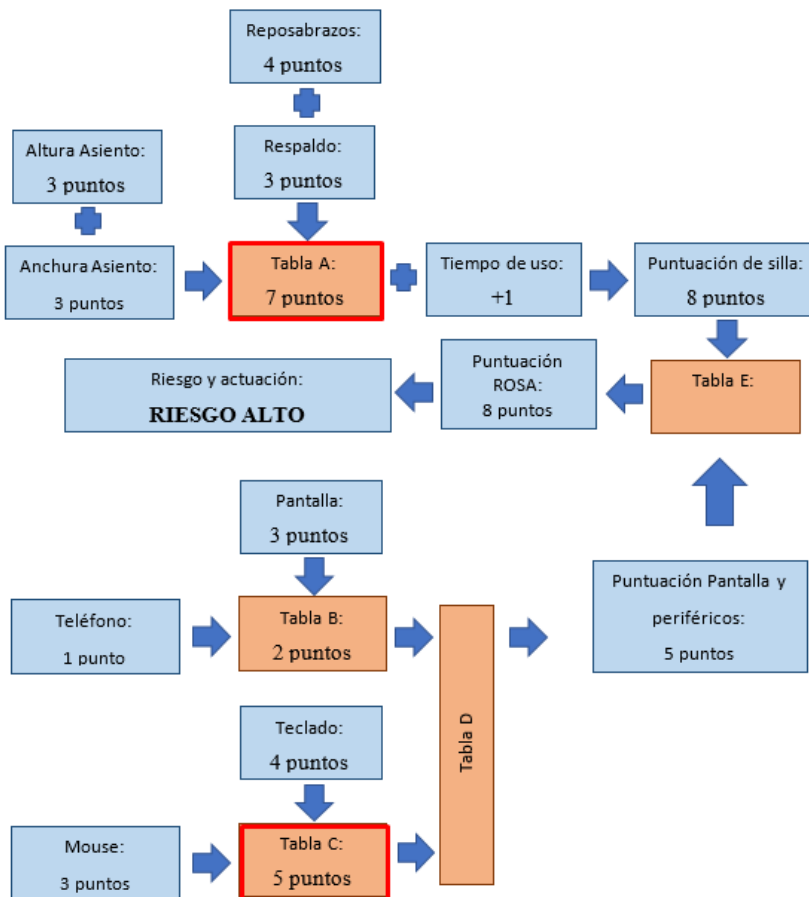 Reposabrazos:
4 puntos
Altura Asiento:
3 puntos
Respaldo:
3 puntos
Anchura Asiento:
3 puntos
Tabla A:
7 puntos
Tiempo de uso:
+1
Puntuación de silla:
8 puntos
Riesgo y actuación:
RIESGO ALTO
Puntuación
ROSA:
8 puntos
Tabla E:
Pantalla:
3 puntos
Teléfono:
1 punto
Tabla B:
2 puntos
Tabla D
Puntuación Pantalla y
periféricos:
5 puntos
Teclado:
4 puntos
Mouse:
3 puntos
Tabla C:
5 puntos